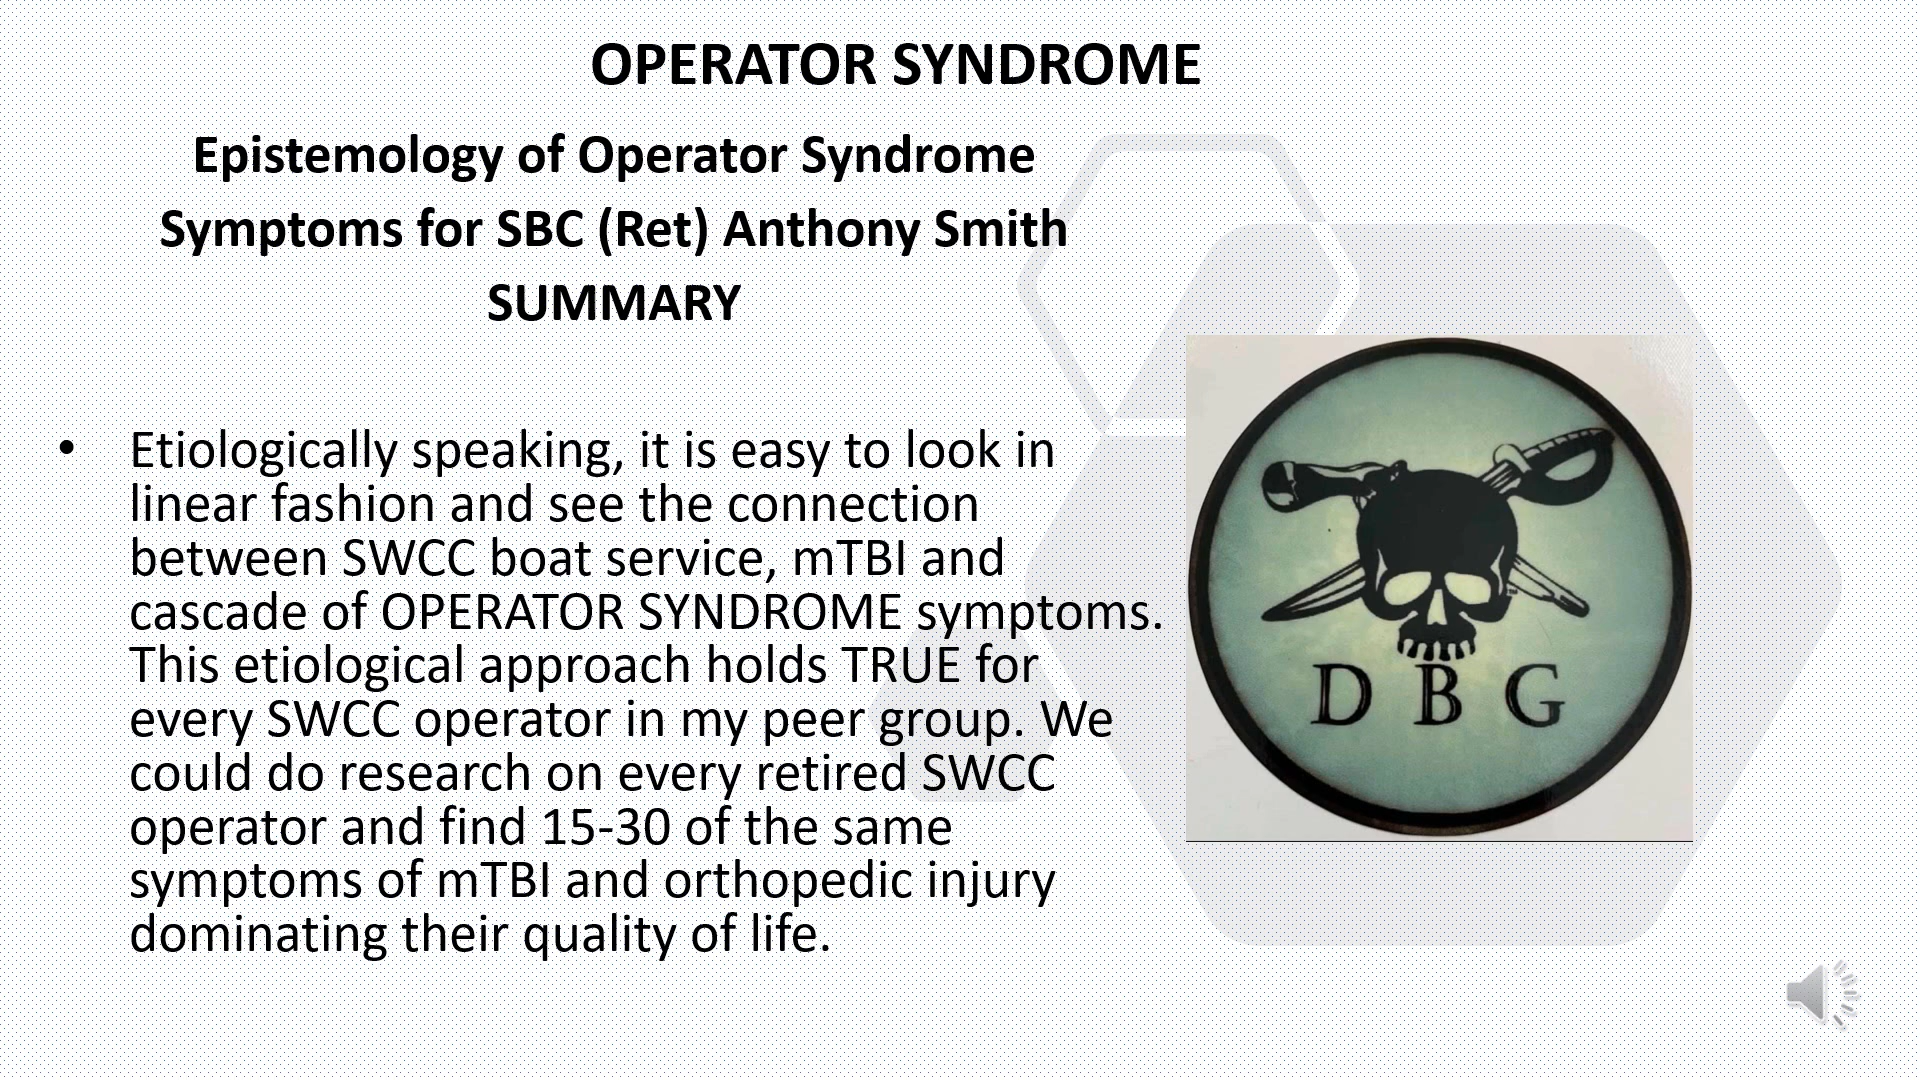 OPERATOR SYNDROME
Epistemology of Operator Syndrome
Symptoms for SBC (Ret) Anthony Smith
SUMMARY
• Etiologically speaking, it is easy to look in
linear fashion and see the connection
between SWCC boat service, mTBI and
cascade of OPERATOR SYNDROME symptoms.
This etiological approach holds TRUE for
every SWCC operator in my peer group. We
could do research on every retired SWCC
operator and find 15-30 of the same
symptoms of mTBI and orthopedic injury
dominating their quality of life.
D B G